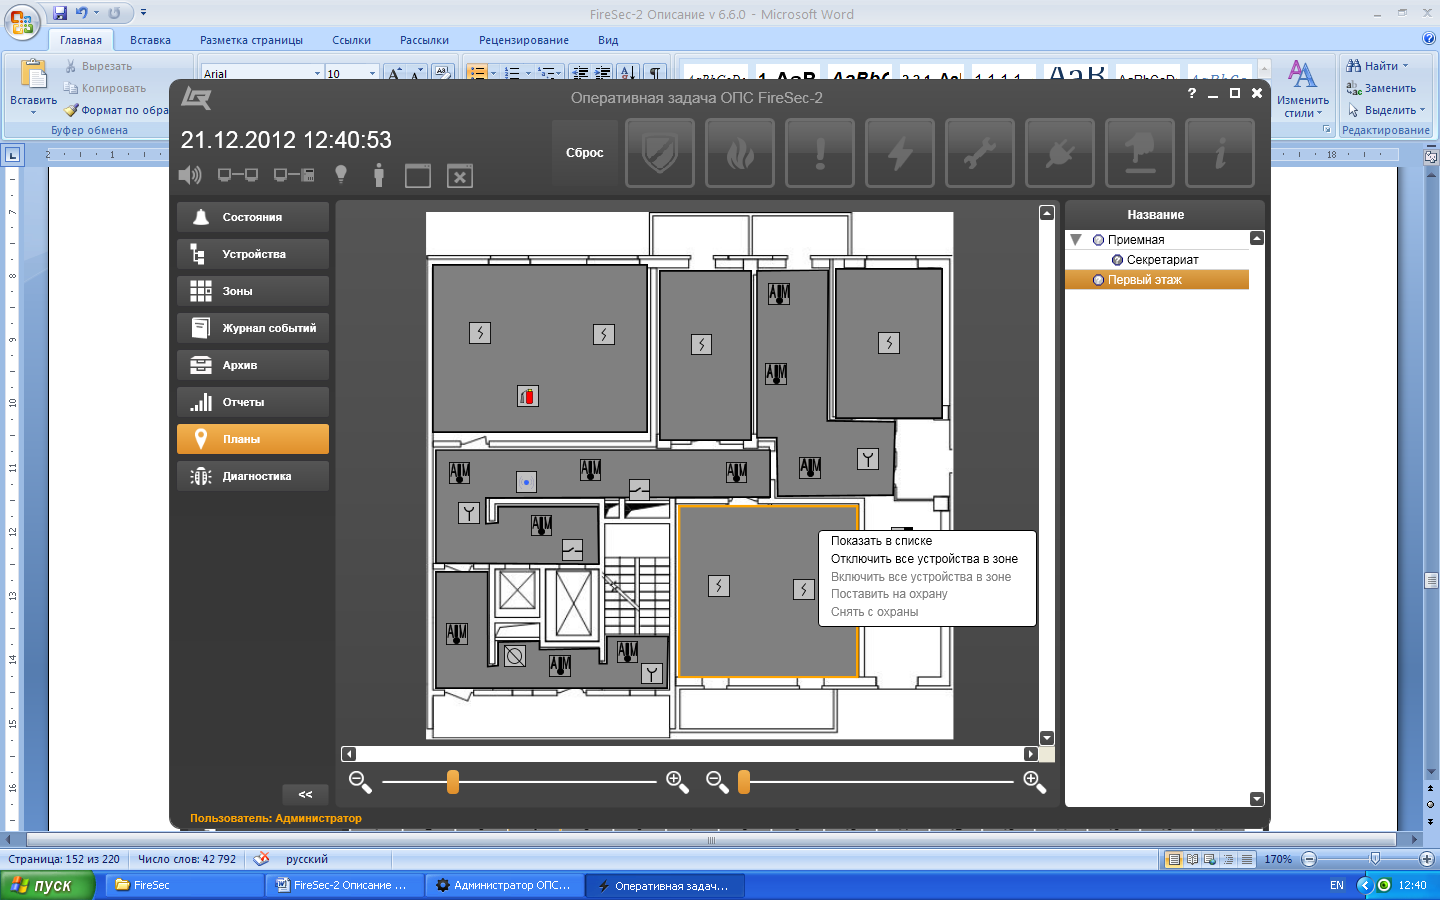 FireSec-2 Описание v 6.6.0 - Microsoft Word
Главная
Вставка
Разметка страницы
Ссылки
Рассылки
Рецензирование
Вид
Вставить
Вырезать
Копировать
Формат по обра
Буфер обмена
Arial
10
Изменить
стили
Найти
Заменить
Выделить
Редактирование
Оперативная задача ОПС FireSec-2
21.12.2012 12:40:53
Сброс
Состояния
Устройства
Зоны
Журнал событий
Архив
Отчеты
Планы
Диагностика
<<
Название
Приемная
Секретариат
Первый этаж
Показать в списке
Отключить все устройства в зоне
Включить все устройства в зоне
Поставить на охрану
Снять с охраны
Пользователь: Администратор
Страница: 152 из 220
Число слов: 42 792
русский
170%
пуск
FireSec
FireSec-2 Описание ...
Администратор ОПС...
Оперативная задач...
EN
12:40